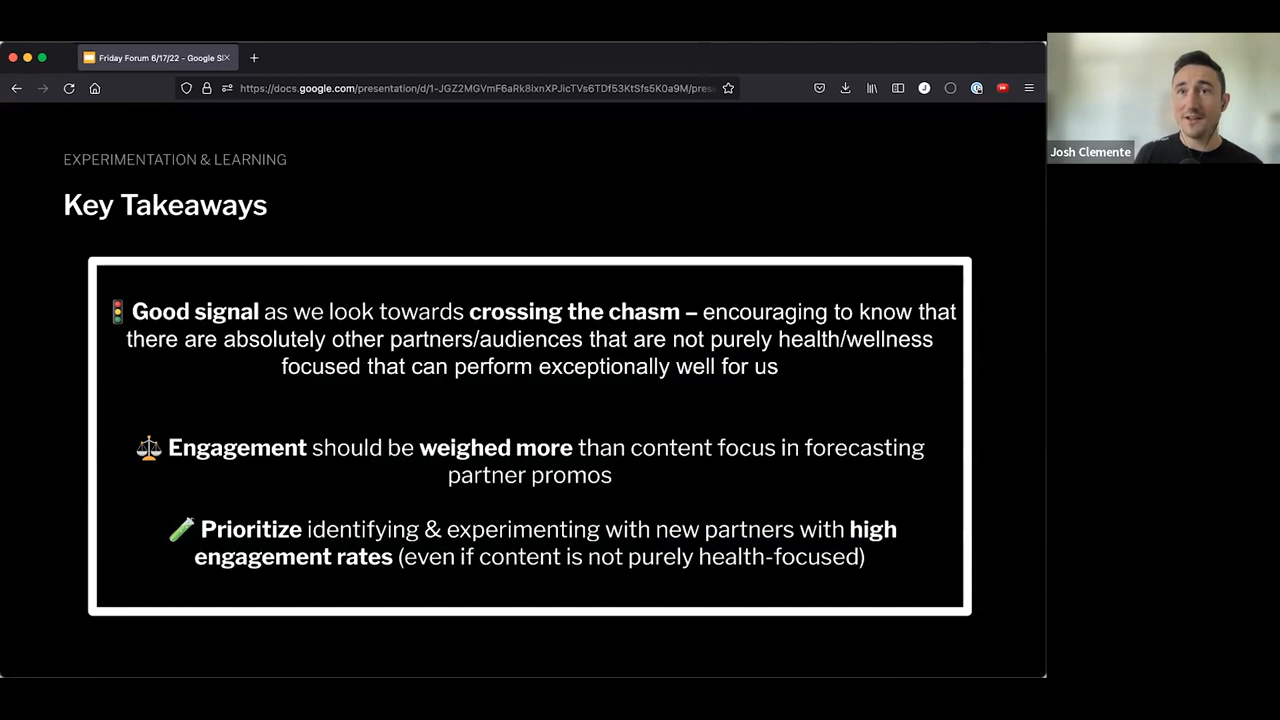 Friday Forum 6/17/22 - Google Sl
https://docs.google.com/presentation/d/1-JGZ2MGVmF6aRk8ixnXPJicTVs6TDf53KtSfs5K0a9M/pres
Josh Clemente
EXPERIMENTATION & LEARNING
Key Takeaways
🚦 Good signal as we look towards crossing the chasm – encouraging to know that
there are absolutely other partners/audiences that are not purely health/wellness
focused that can perform exceptionally well for us
⚖️ Engagement should be weighed more than content focus in forecasting
partner promos
🧪 Prioritize identifying & experimenting with new partners with high
engagement rates (even if content is not purely health-focused)